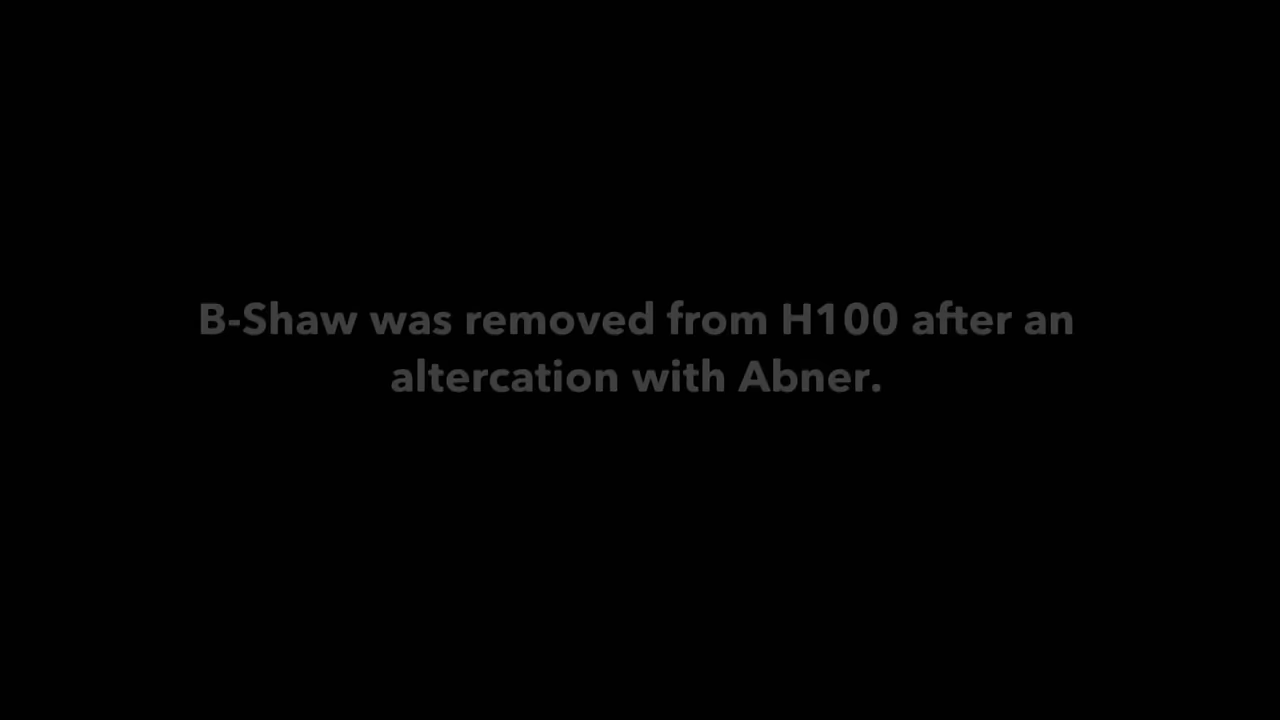 B-Shaw was removed from H100 after an
altercation with Abner.